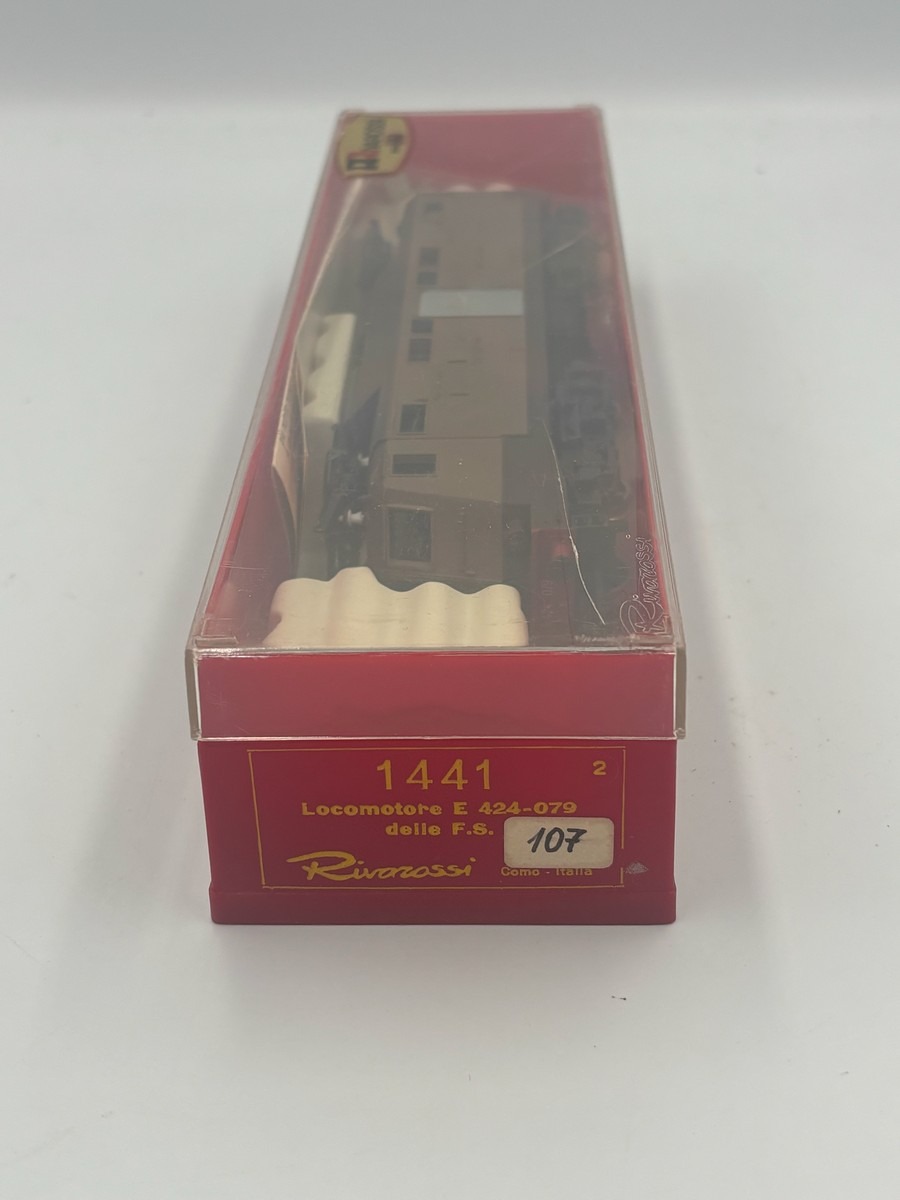 Rivarossi
1441
2
Locomotore E 424-079
delle F.S.
107
Rivarossi
Como - Italia